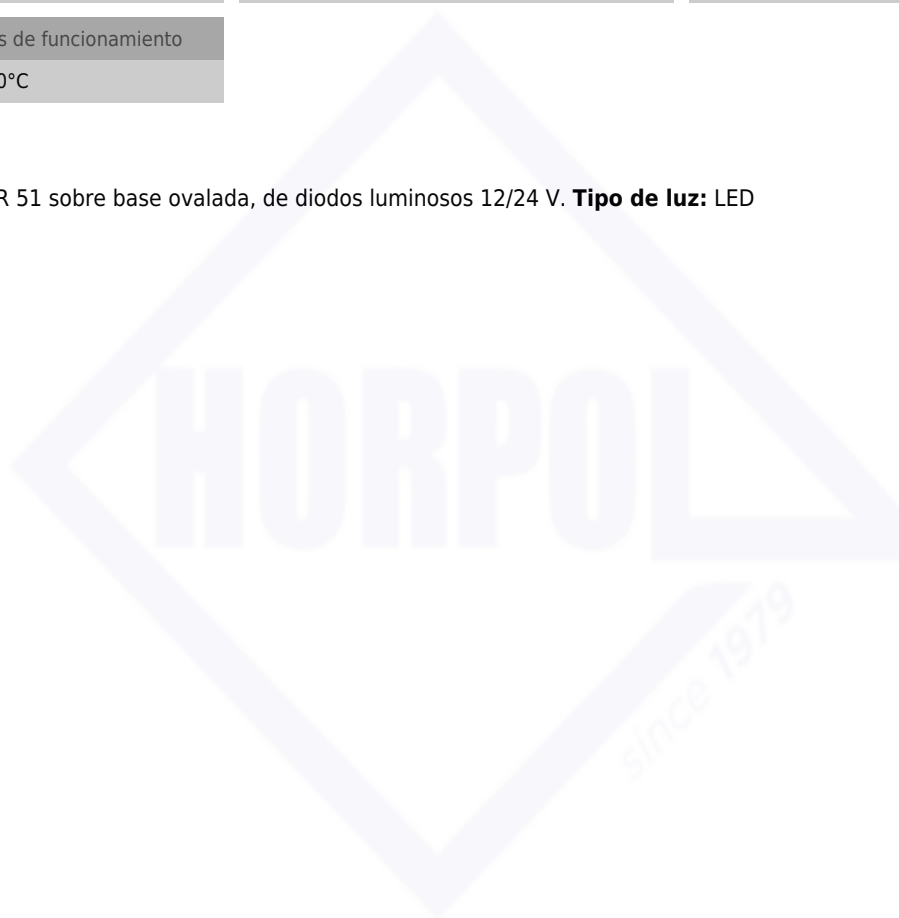 s de funcionamiento
0°C
R 51 sobre base ovalada, de diodos luminosos 12/24 V. Tipo de luz: LED
HORPOL
since 1979